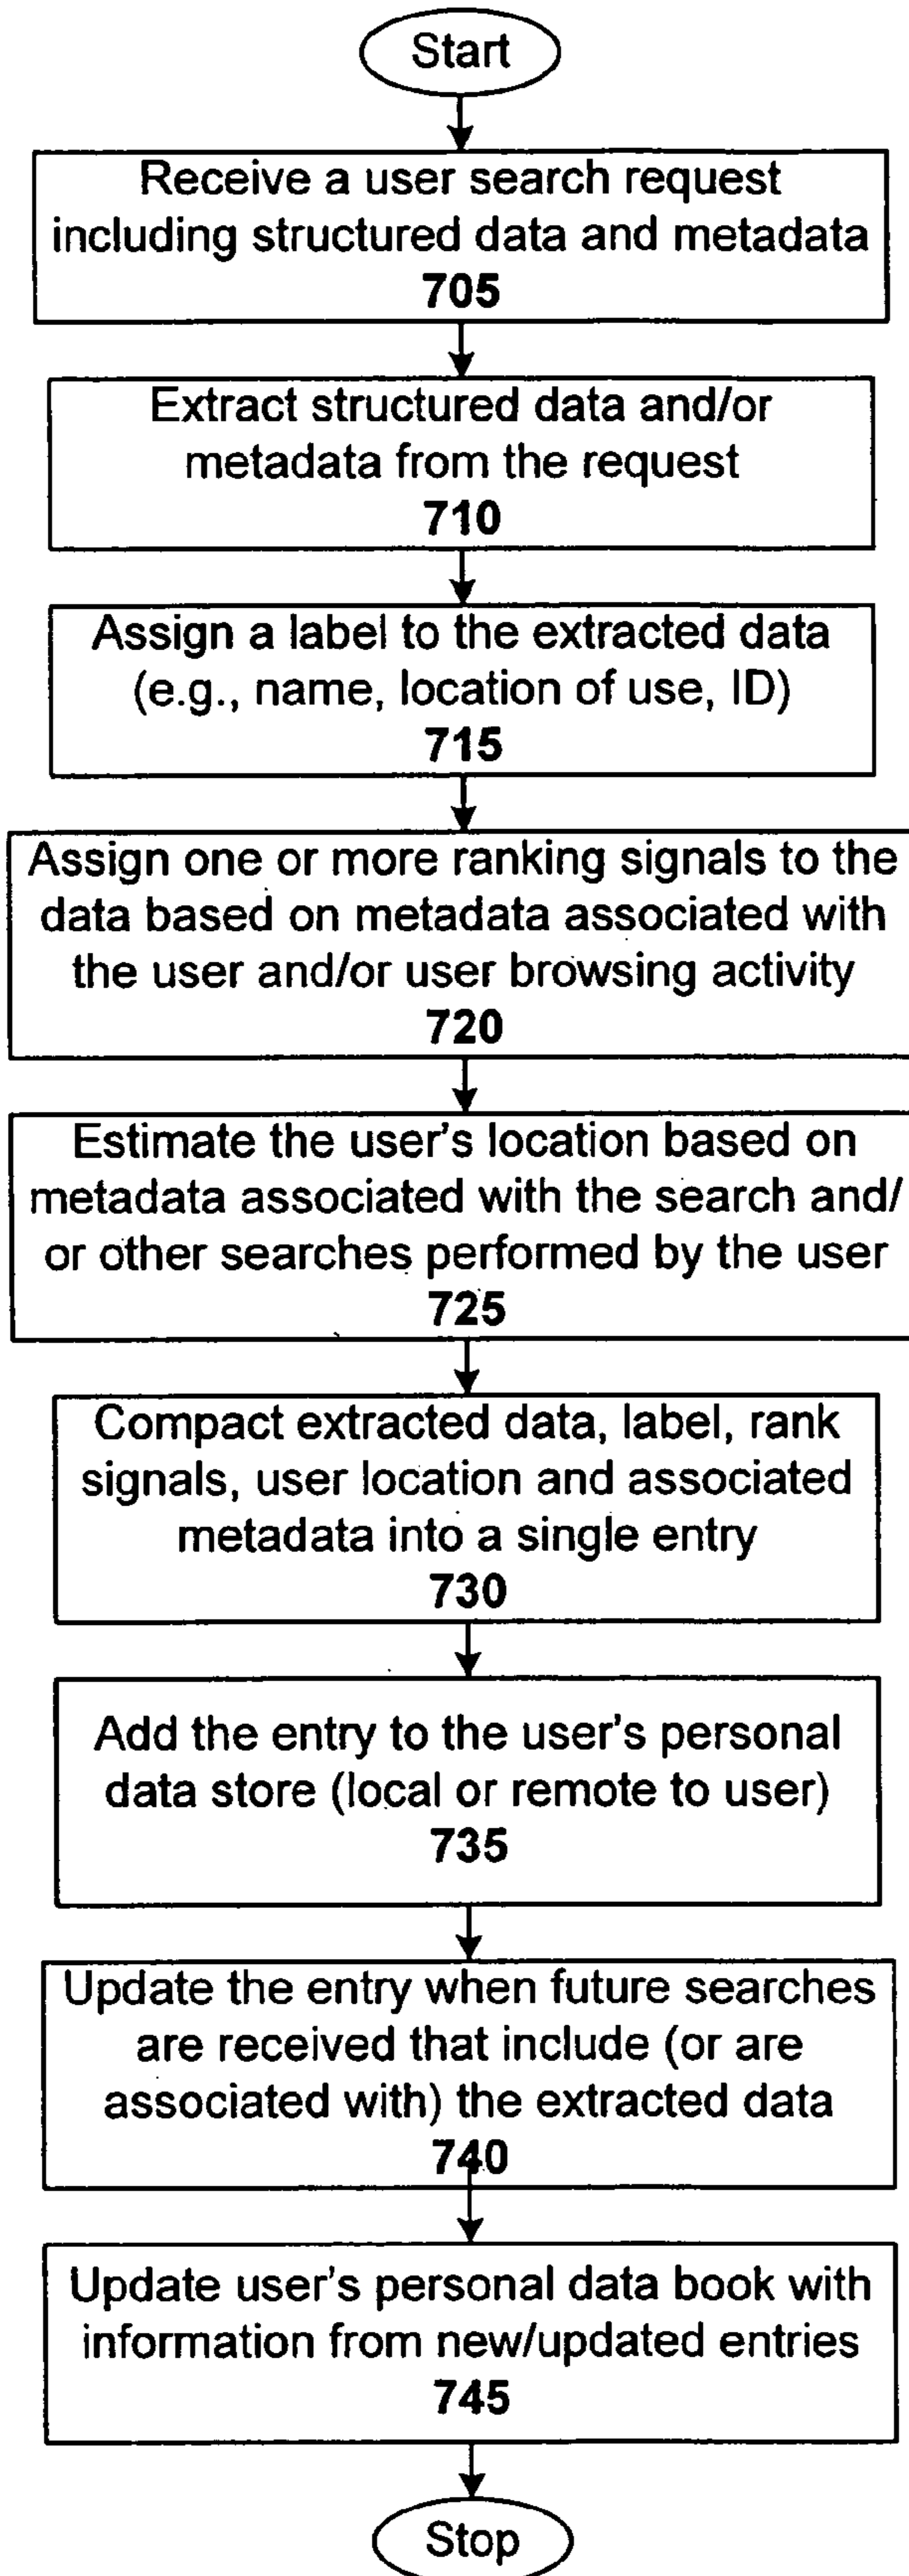 Start
Receive a user search request
including structured data and metadata
705
Extract structured data and/or
metadata from the request
710
Assign a label to the extracted data
(e.g., name, location of use, ID)
715
Assign one or more ranking signals to the
data based on metadata associated with
the user and/or user browsing activity
720
Estimate the user's location based on
metadata associated with the search and/
or other searches performed by the user
725
Compact extracted data, label, rank
signals, user location and associated
metadata into a single entry
730
Add the entry to the user's personal
data store (local or remote to user)
735
Update the entry when future searches
are received that include (or are
associated with) the extracted data
740
Update user's personal data book with
information from new/updated entries
745
Stop